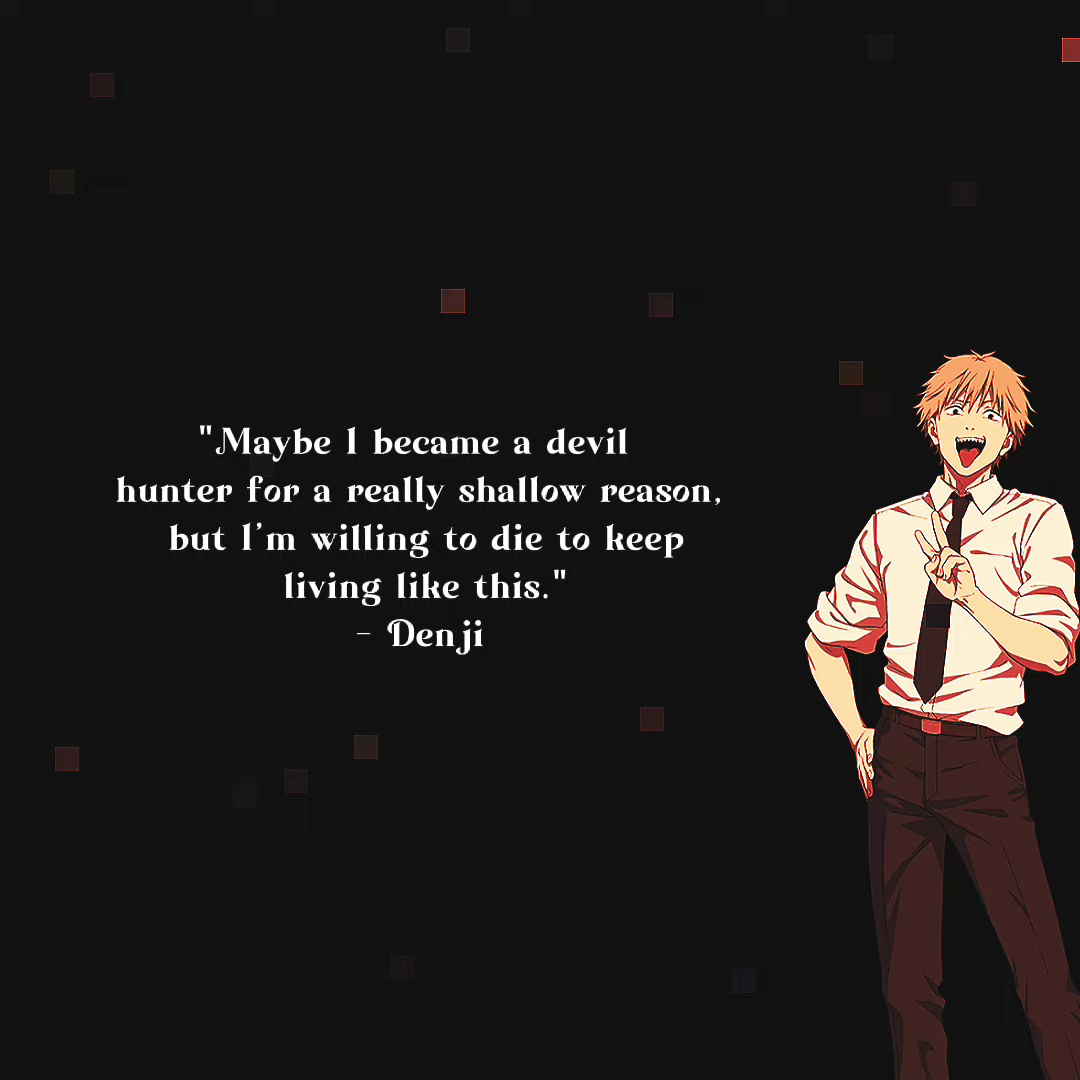 "Maybe I became a devil
hunter for a really shallow reason,
but I'm willing to die to keep
living like this."
- Denji